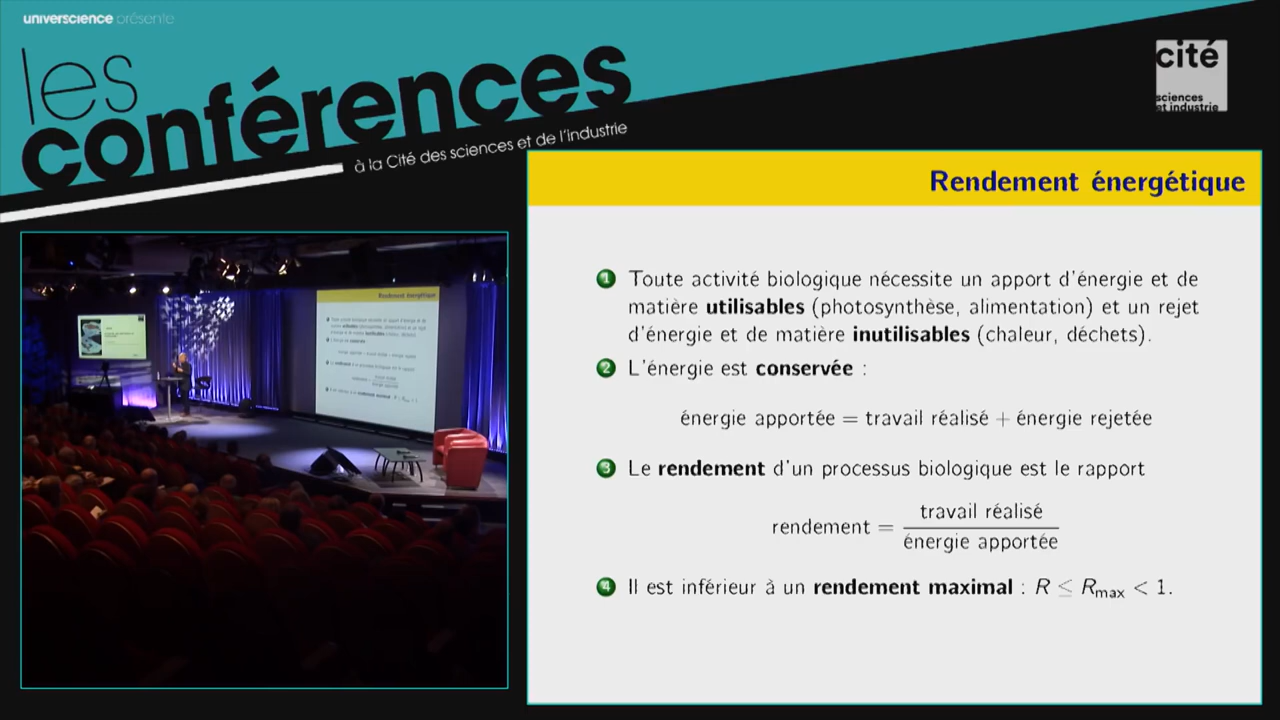 universcience présente
les
conférences
à la Cité des sciences et de l'industrie
cité
sciences
et industrie
Rendement énergétique
1 Toute activité biologique nécessite un apport d'énergie et de
matière utilisables (photosynthèse, alimentation) et un rejet
d'énergie et de matière inutilisables (chaleur, déchets).
2 L'énergie est conservée :
énergie apportée = travail réalisé + énergie rejetée
3 Le rendement d'un processus biologique est le rapport
rendement = travail réalisé / énergie apportée
4 Il est inférieur à un rendement maximal : R ≤ Rmax < 1.
Rendement énergétique